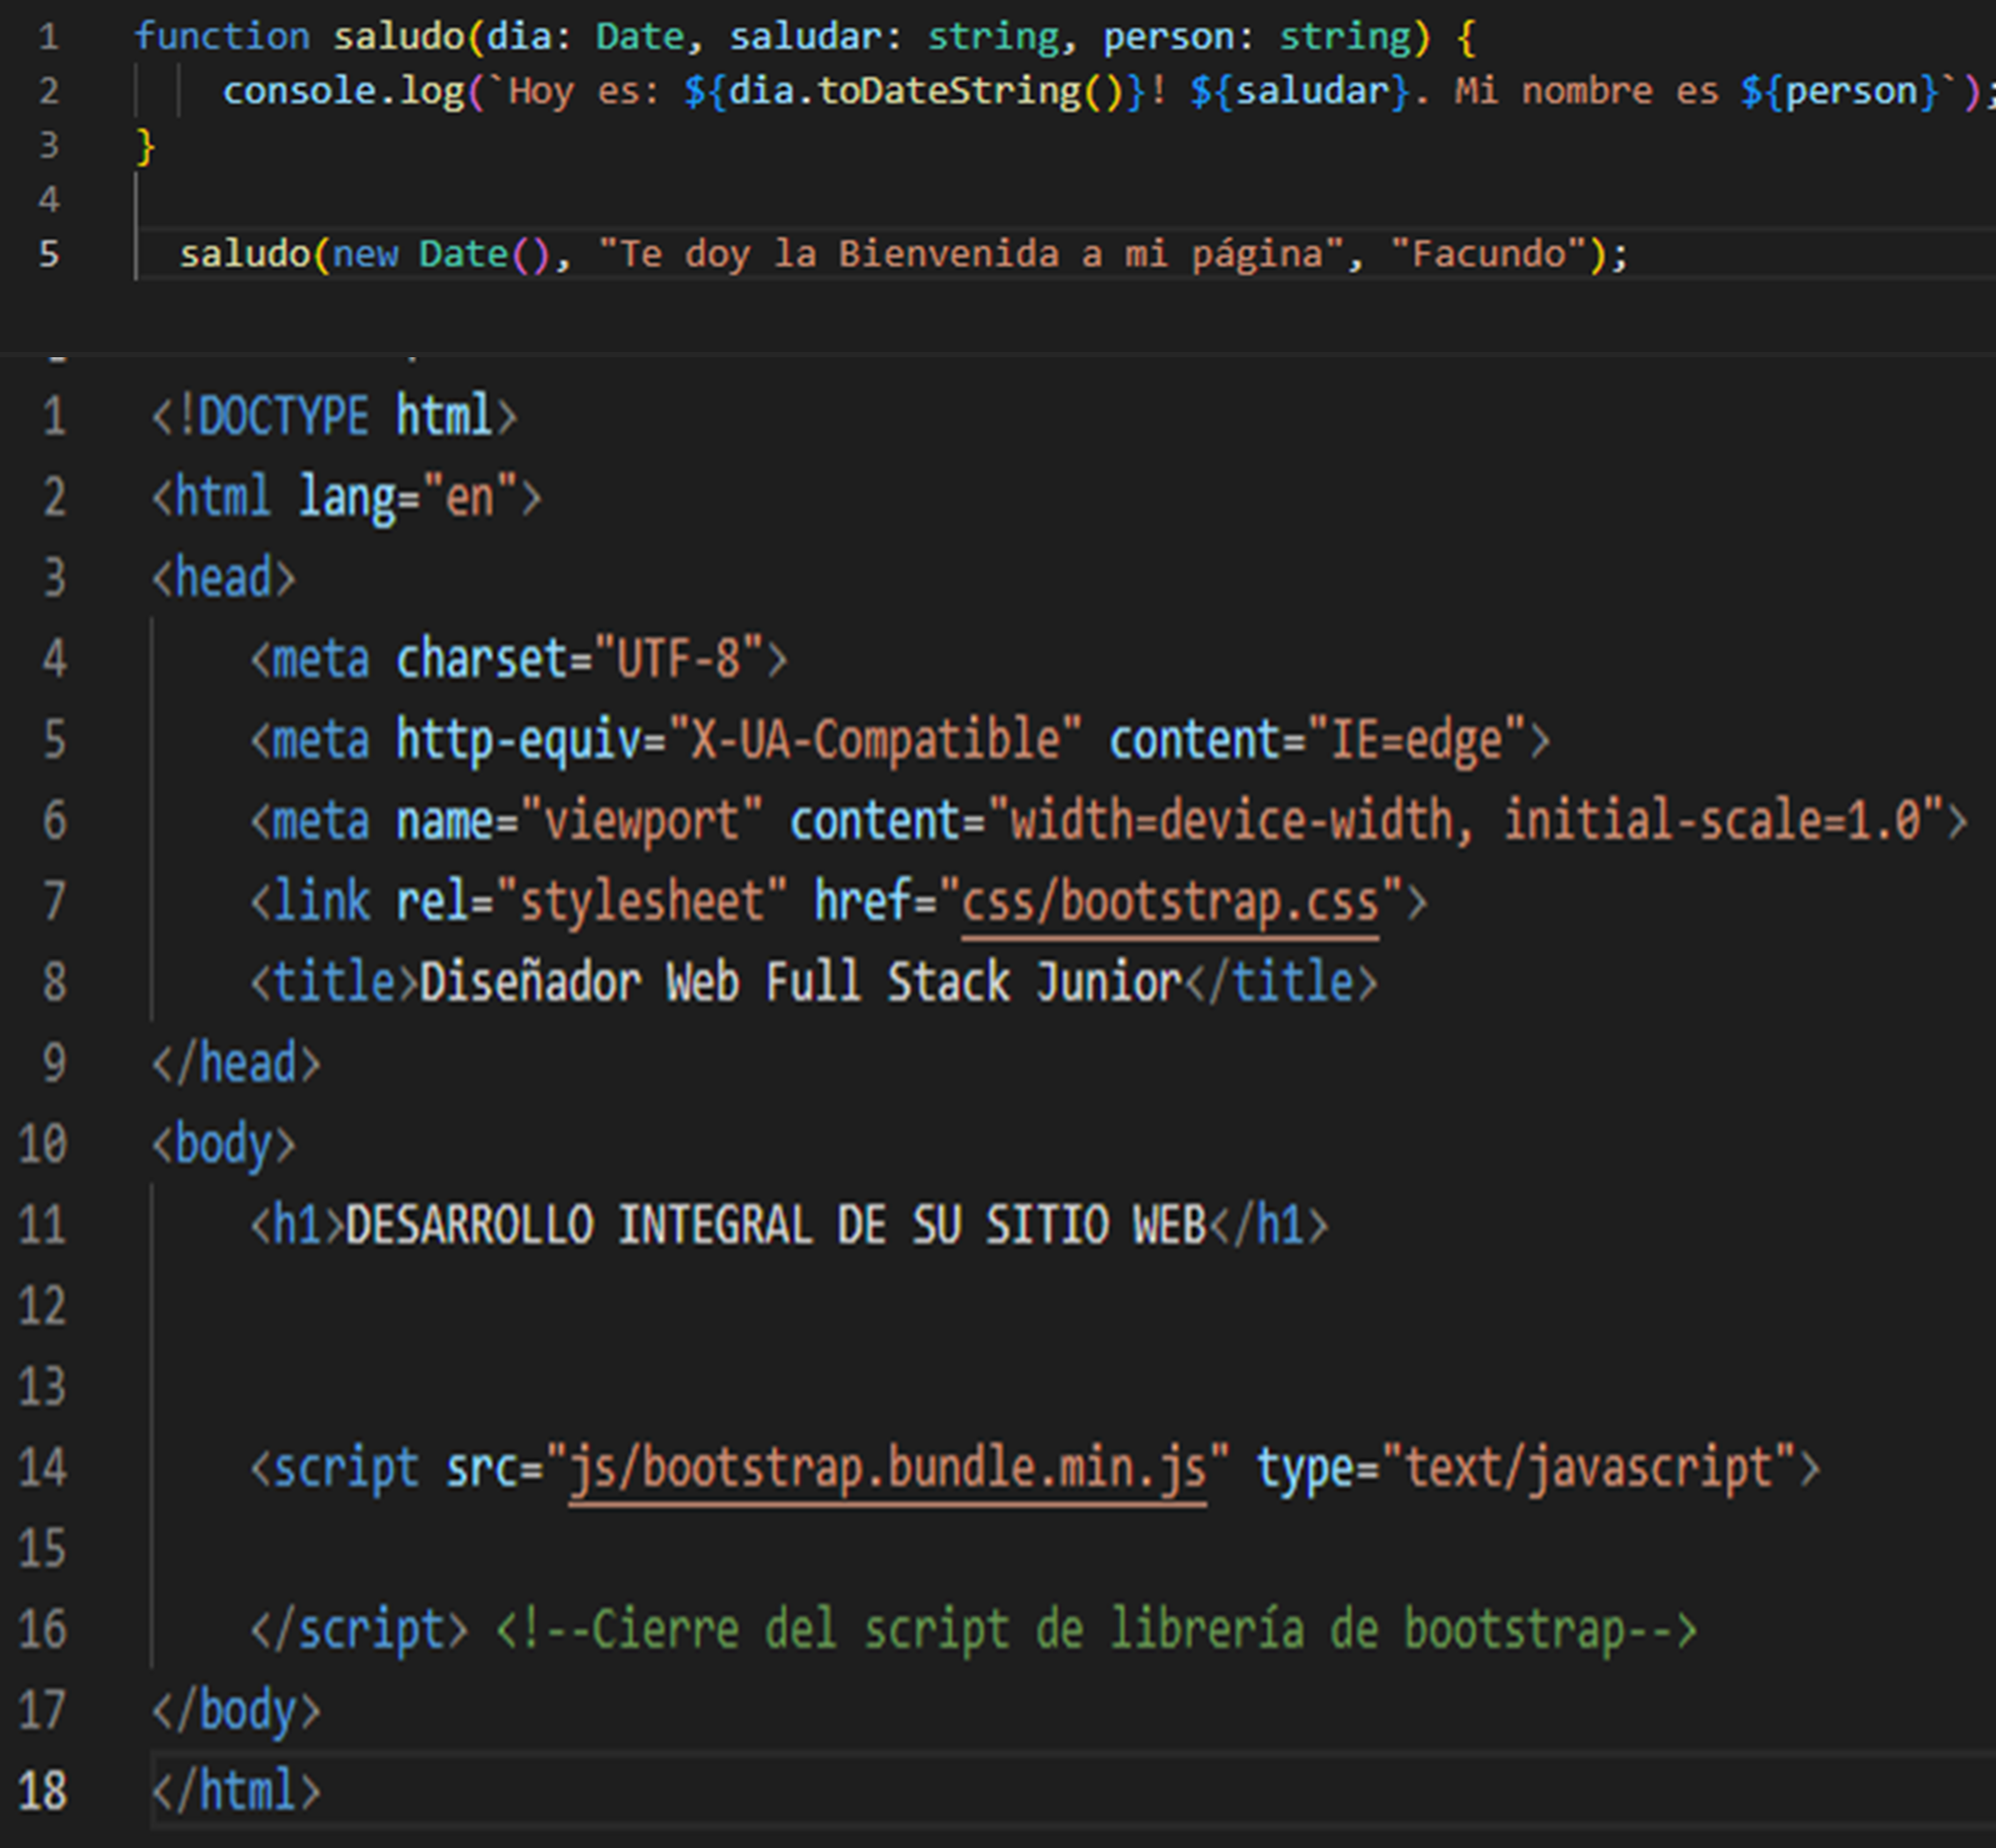 1 function saludo(dia: Date, saludar: string, person: string) {
2 console.log(`Hoy es: ${dia.toDateString()}! ${saludar}. Mi nombre es ${person}`);
3 }
4
5 saludo(new Date(), "Te doy la Bienvenida a mi página", "Facundo");
1 <!DOCTYPE html>
2 <html lang="en">
3 <head>
4 <meta charset="UTF-8">
5 <meta http-equiv="X-UA-Compatible" content="IE=edge">
6 <meta name="viewport" content="width=device-width, initial-scale=1.0">
7 <link rel="stylesheet" href="css/bootstrap.css">
8 <title>Diseñador Web Full Stack Junior</title>
9 </head>
10 <body>
11 <h1>DESARROLLO INTEGRAL DE SU SITIO WEB</h1>
12
13
14 <script src="js/bootstrap.bundle.min.js" type="text/javascript">
15
16 </script> <!--Cierre del script de librería de bootstrap-->
17 </body>
18 </html>